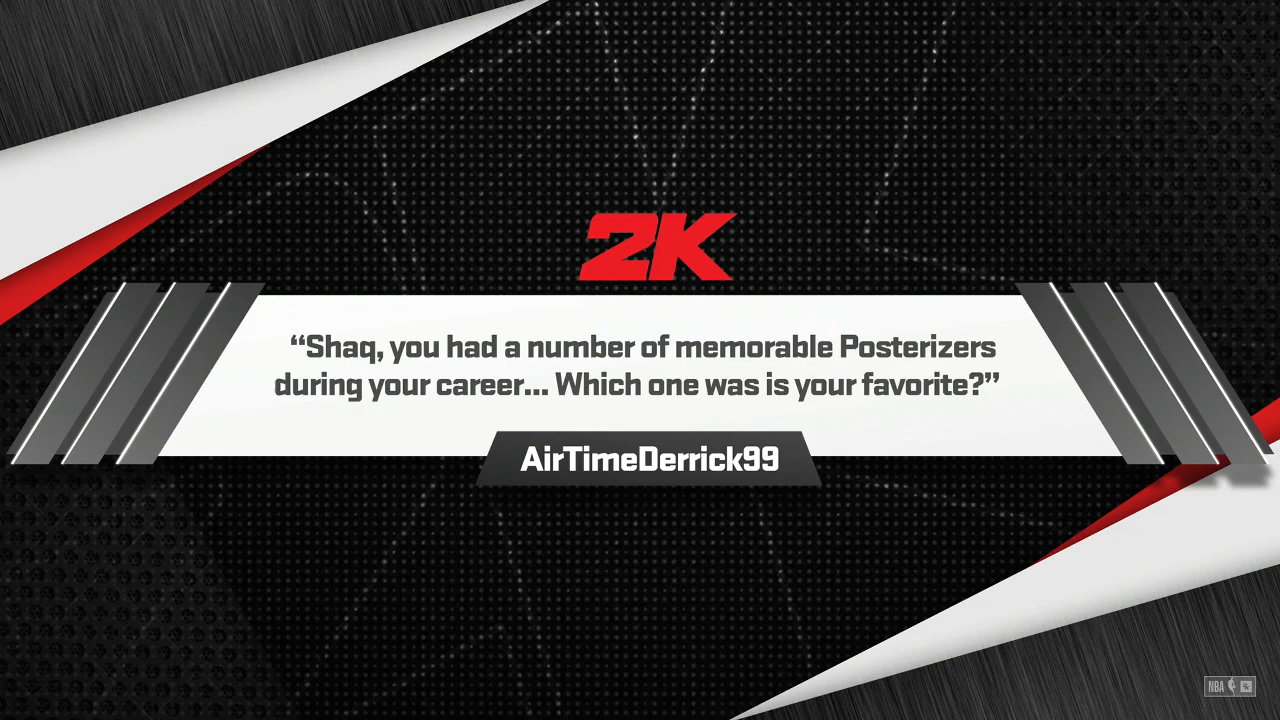 2K
“Shaq, you had a number of memorable Posterizers
during your career... Which one was is your favorite?”
AirTimeDerrick99
NBA 2K